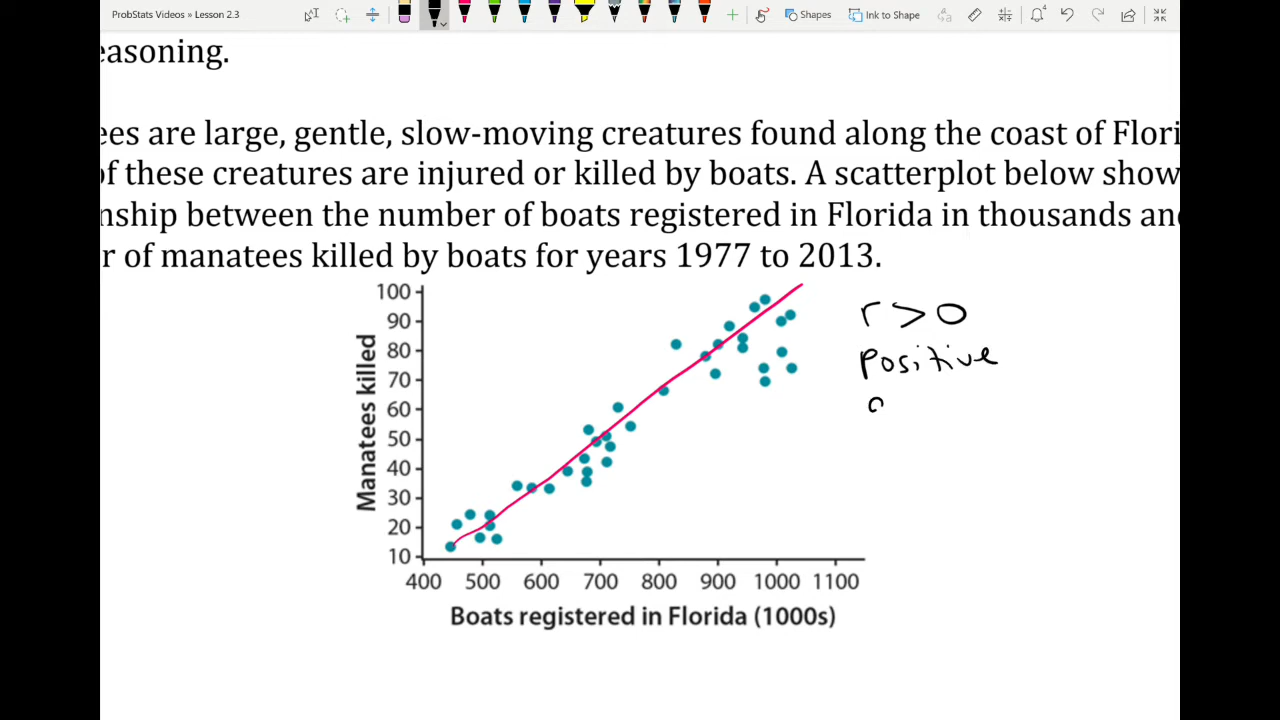 ProbStats Videos » Lesson 2.3
Shapes
Ink to Shape
easoning.
ees are large, gentle, slow-moving creatures found along the coast of Flori
of these creatures are injured or killed by boats. A scatterplot below show
nship between the number of boats registered in Florida in thousands an
r of manatees killed by boats for years 1977 to 2013.
100
90
80
70
60
50
40
30
20
10
Manatees killed
400 500 600 700 800 900 1000 1100
Boats registered in Florida (1000s)
r > 0
positive